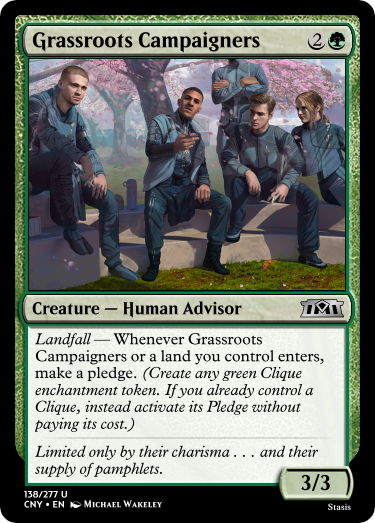 Grassroots Campaigners 2
Creature — Human Advisor
Landfall — Whenever Grassroots
Campaigners or a land you control enters,
make a pledge. (Create any green Clique
enchantment token. If you already control a
Clique, instead activate its Pledge without
paying its cost.)
Limited only by their charisma . . . and their
supply of pamphlets.
3/3
138/277 U
CNY • EN Michael Wakeley
Stasis